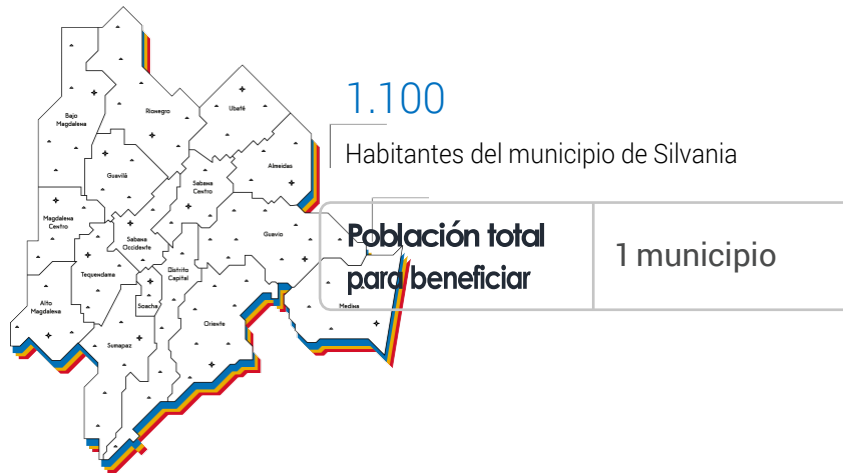 1.100
Habitantes del municipio de Silvania
Población total
para beneficiar
1 municipio
Bajo
Magdalena
Rionegro
Ubaté
Almeidas
Gualivá
Sabana
Centro
Magdalena
Centro
Sabana
Occidente
Guavio
Tequendama
Distrito
Capital
Alto
Magdalena
Soacha
Oriente
Medina
Sumapaz